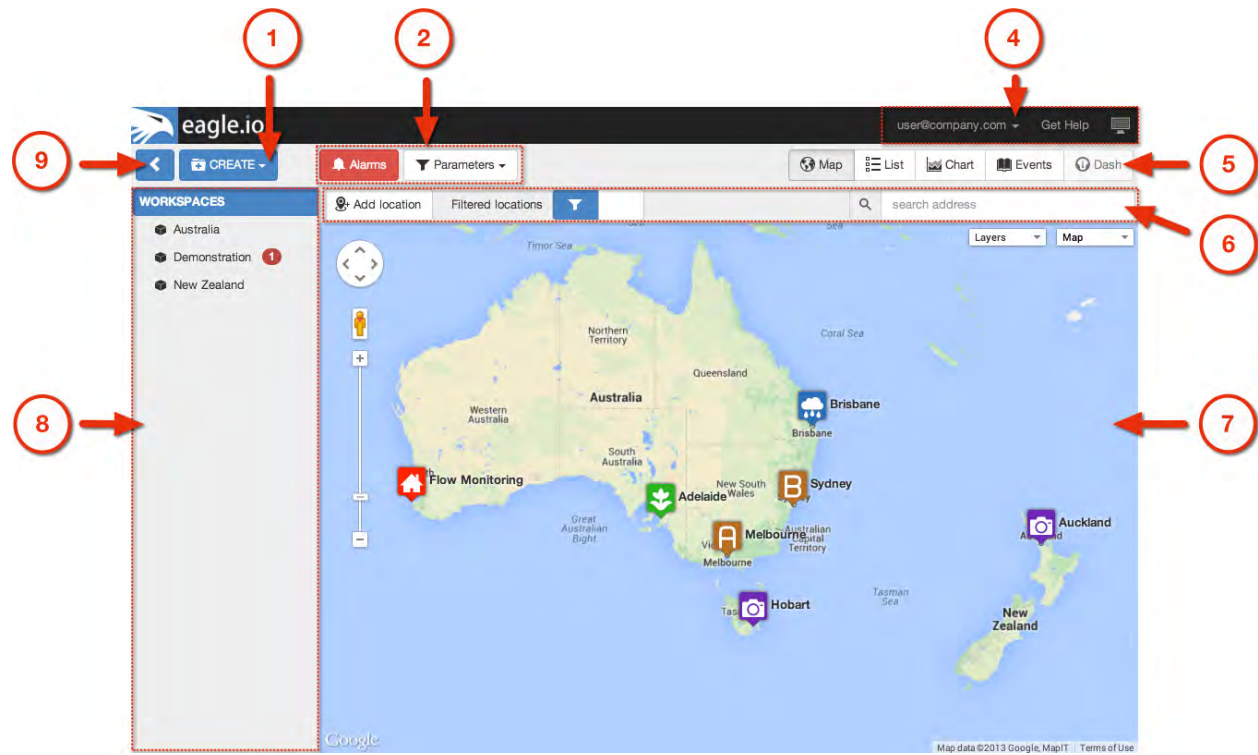 1
2
4
eagle.io
user@company.com
Get Help
9
CREATE
Alarms
Parameters
Map
List
Chart
Events
Dash
5
WORKSPACES
Add location
Filtered locations
search address
6
Australia
Demonstration 1
New Zealand
Timor Sea
Sea
Layers
Map
Northern
Territory
Coral Sea
Queensland
8
Australia
Western
Australia
Brisbane
Brisbane
7
South
Australia
Flow Monitoring
New South
Wales
Sydney
Adelaide
Great
Australian
Bight
Melbourne
Australian
Capital
Territory
Melbourne
Auckland
Hobart
Tasman
Sea
New
Zealand
Google
Map data ©2013 Google, MapIT
Terms of Use